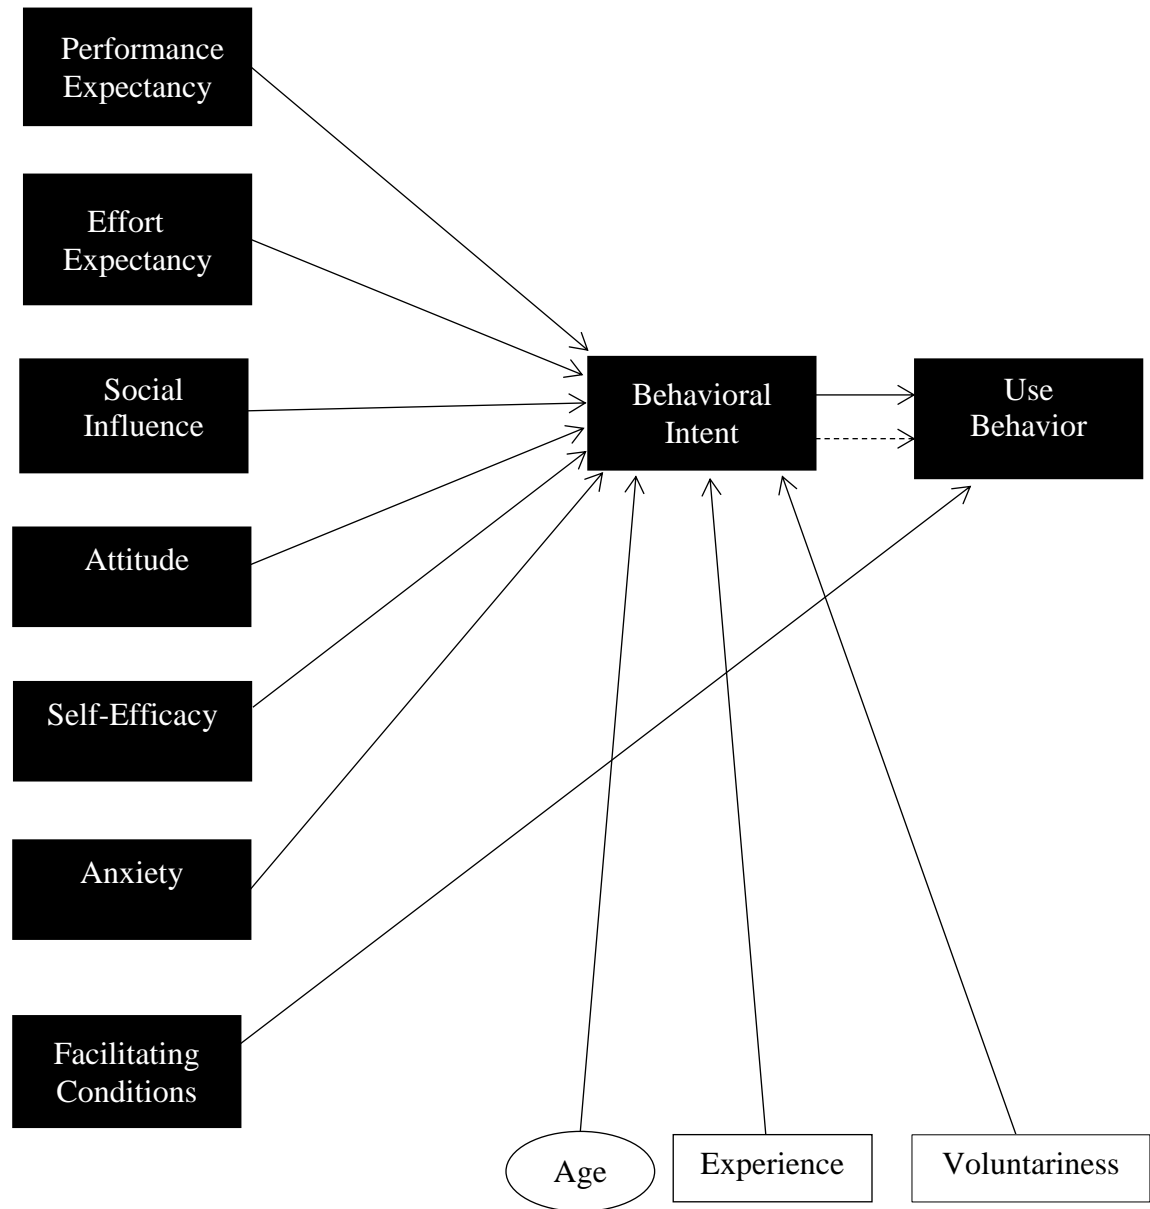 Performance
Expectancy
Effort
Expectancy
Social
Influence
Attitude
Self-Efficacy
Anxiety
Facilitating
Conditions
Behavioral
Intent
Use
Behavior
Age
Experience
Voluntariness